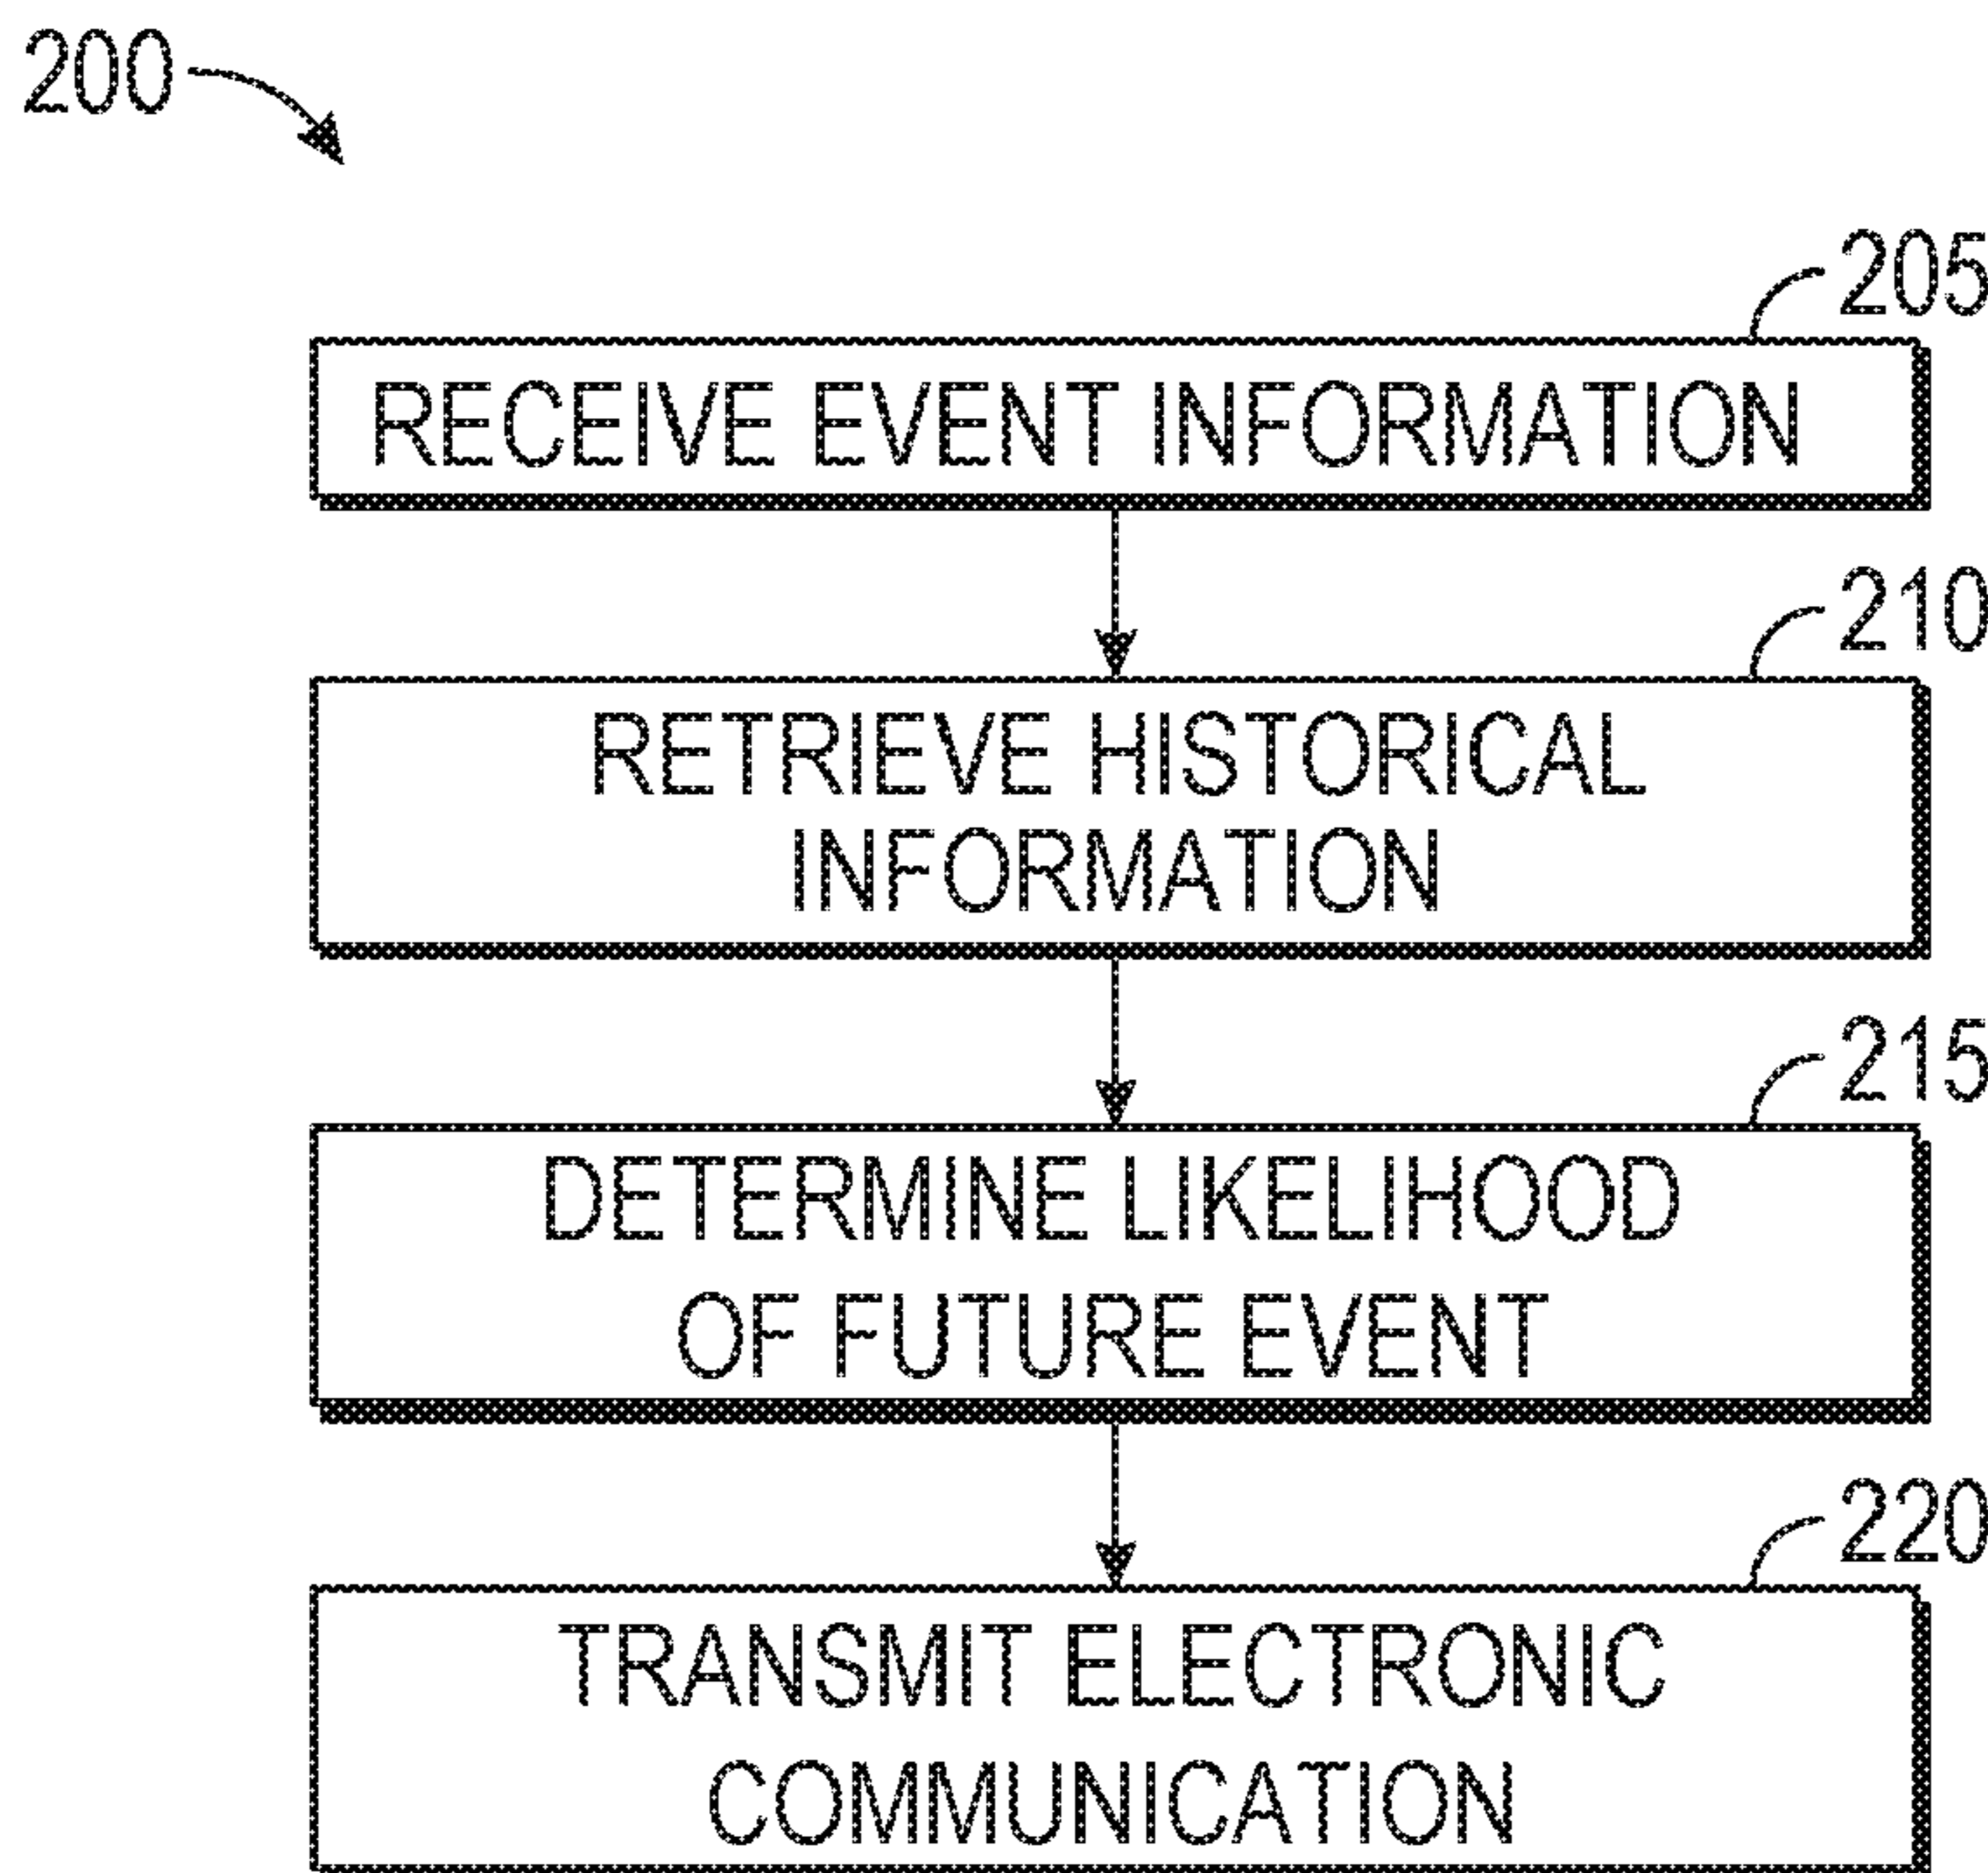 200
205
RECEIVE EVENT INFORMATION
210
RETRIEVE HISTORICAL
INFORMATION
215
DETERMINE LIKELIHOOD
OF FUTURE EVENT
220
TRANSMIT ELECTRONIC
COMMUNICATION